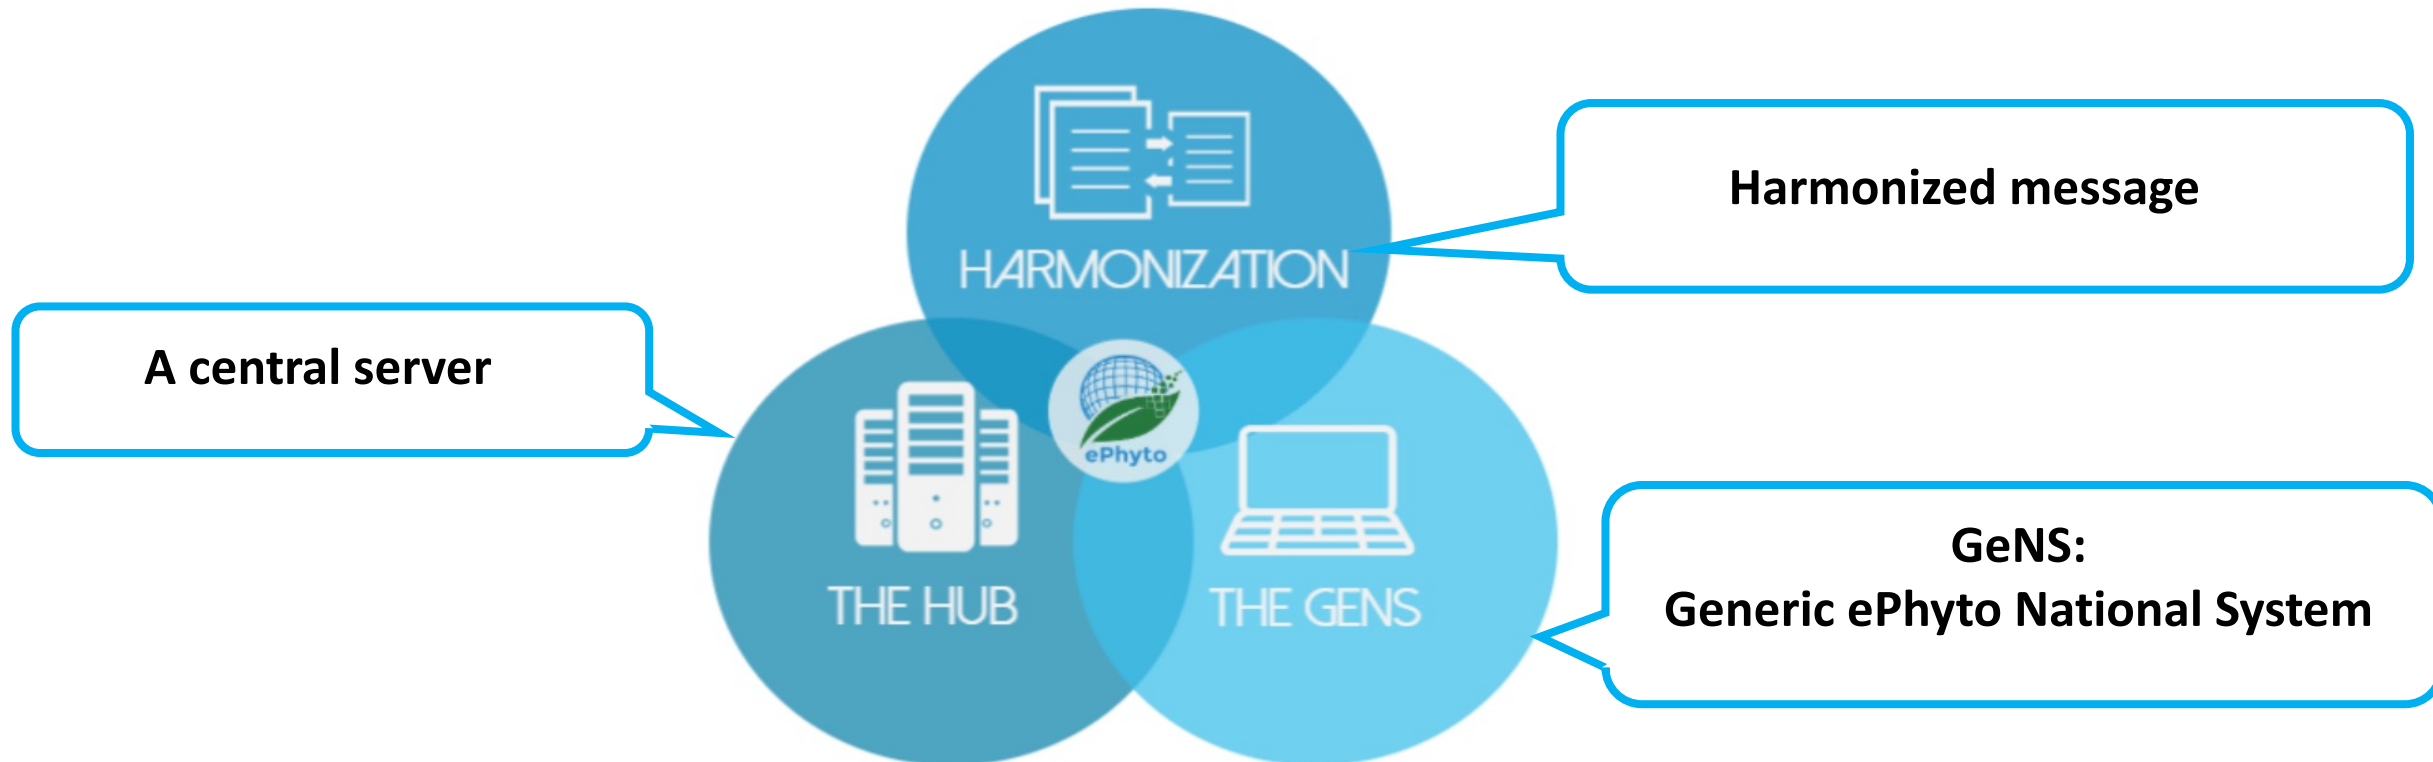 HARMONIZATION
Harmonized message
A central server
ePhyto
THE HUB
THE GENS
GeNS:
Generic ePhyto National System